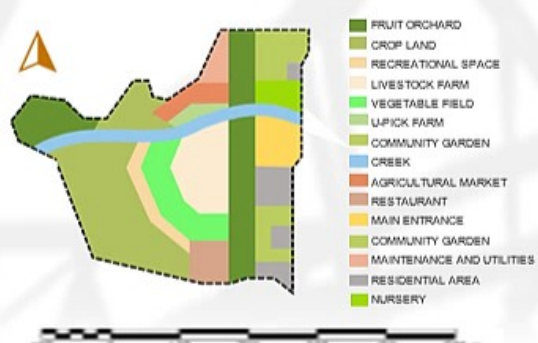 FRUIT ORCHARD
CROP LAND
RECREATIONAL SPACE
LIVESTOCK FARM
VEGETABLE FIELD
U-PICK FARM
COMMUNITY GARDEN
CREEK
AGRICULTURAL MARKET
RESTAURANT
MAIN ENTRANCE
COMMUNITY GARDEN
MAINTENANCE AND UTILITIES
RESIDENTIAL AREA
NURSERY